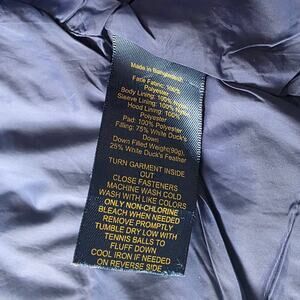 Made in Bangladesh
Face Fabric: 100%
Polyester
Body Lining: 100% Nylon
Sleeve Lining: 100%
Hood Lining: 100%
Polyester
Pad: 100% Polyester
Filling: 75% White Duck's
Down
Down Filled Weight(90g)
25% White Duck's Feather
TURN GARMENT INSIDE
OUT
CLOSE FASTENERS
MACHINE WASH COLD
WASH WITH LIKE COLORS
ONLY NON-CHLORINE
BLEACH WHEN NEEDED
REMOVE PROMPTLY
TUMBLE DRY LOW WITH
TENNIS BALLS TO
FLUFF DOWN
COOL IRON IF NEEDED
ON REVERSE SIDE